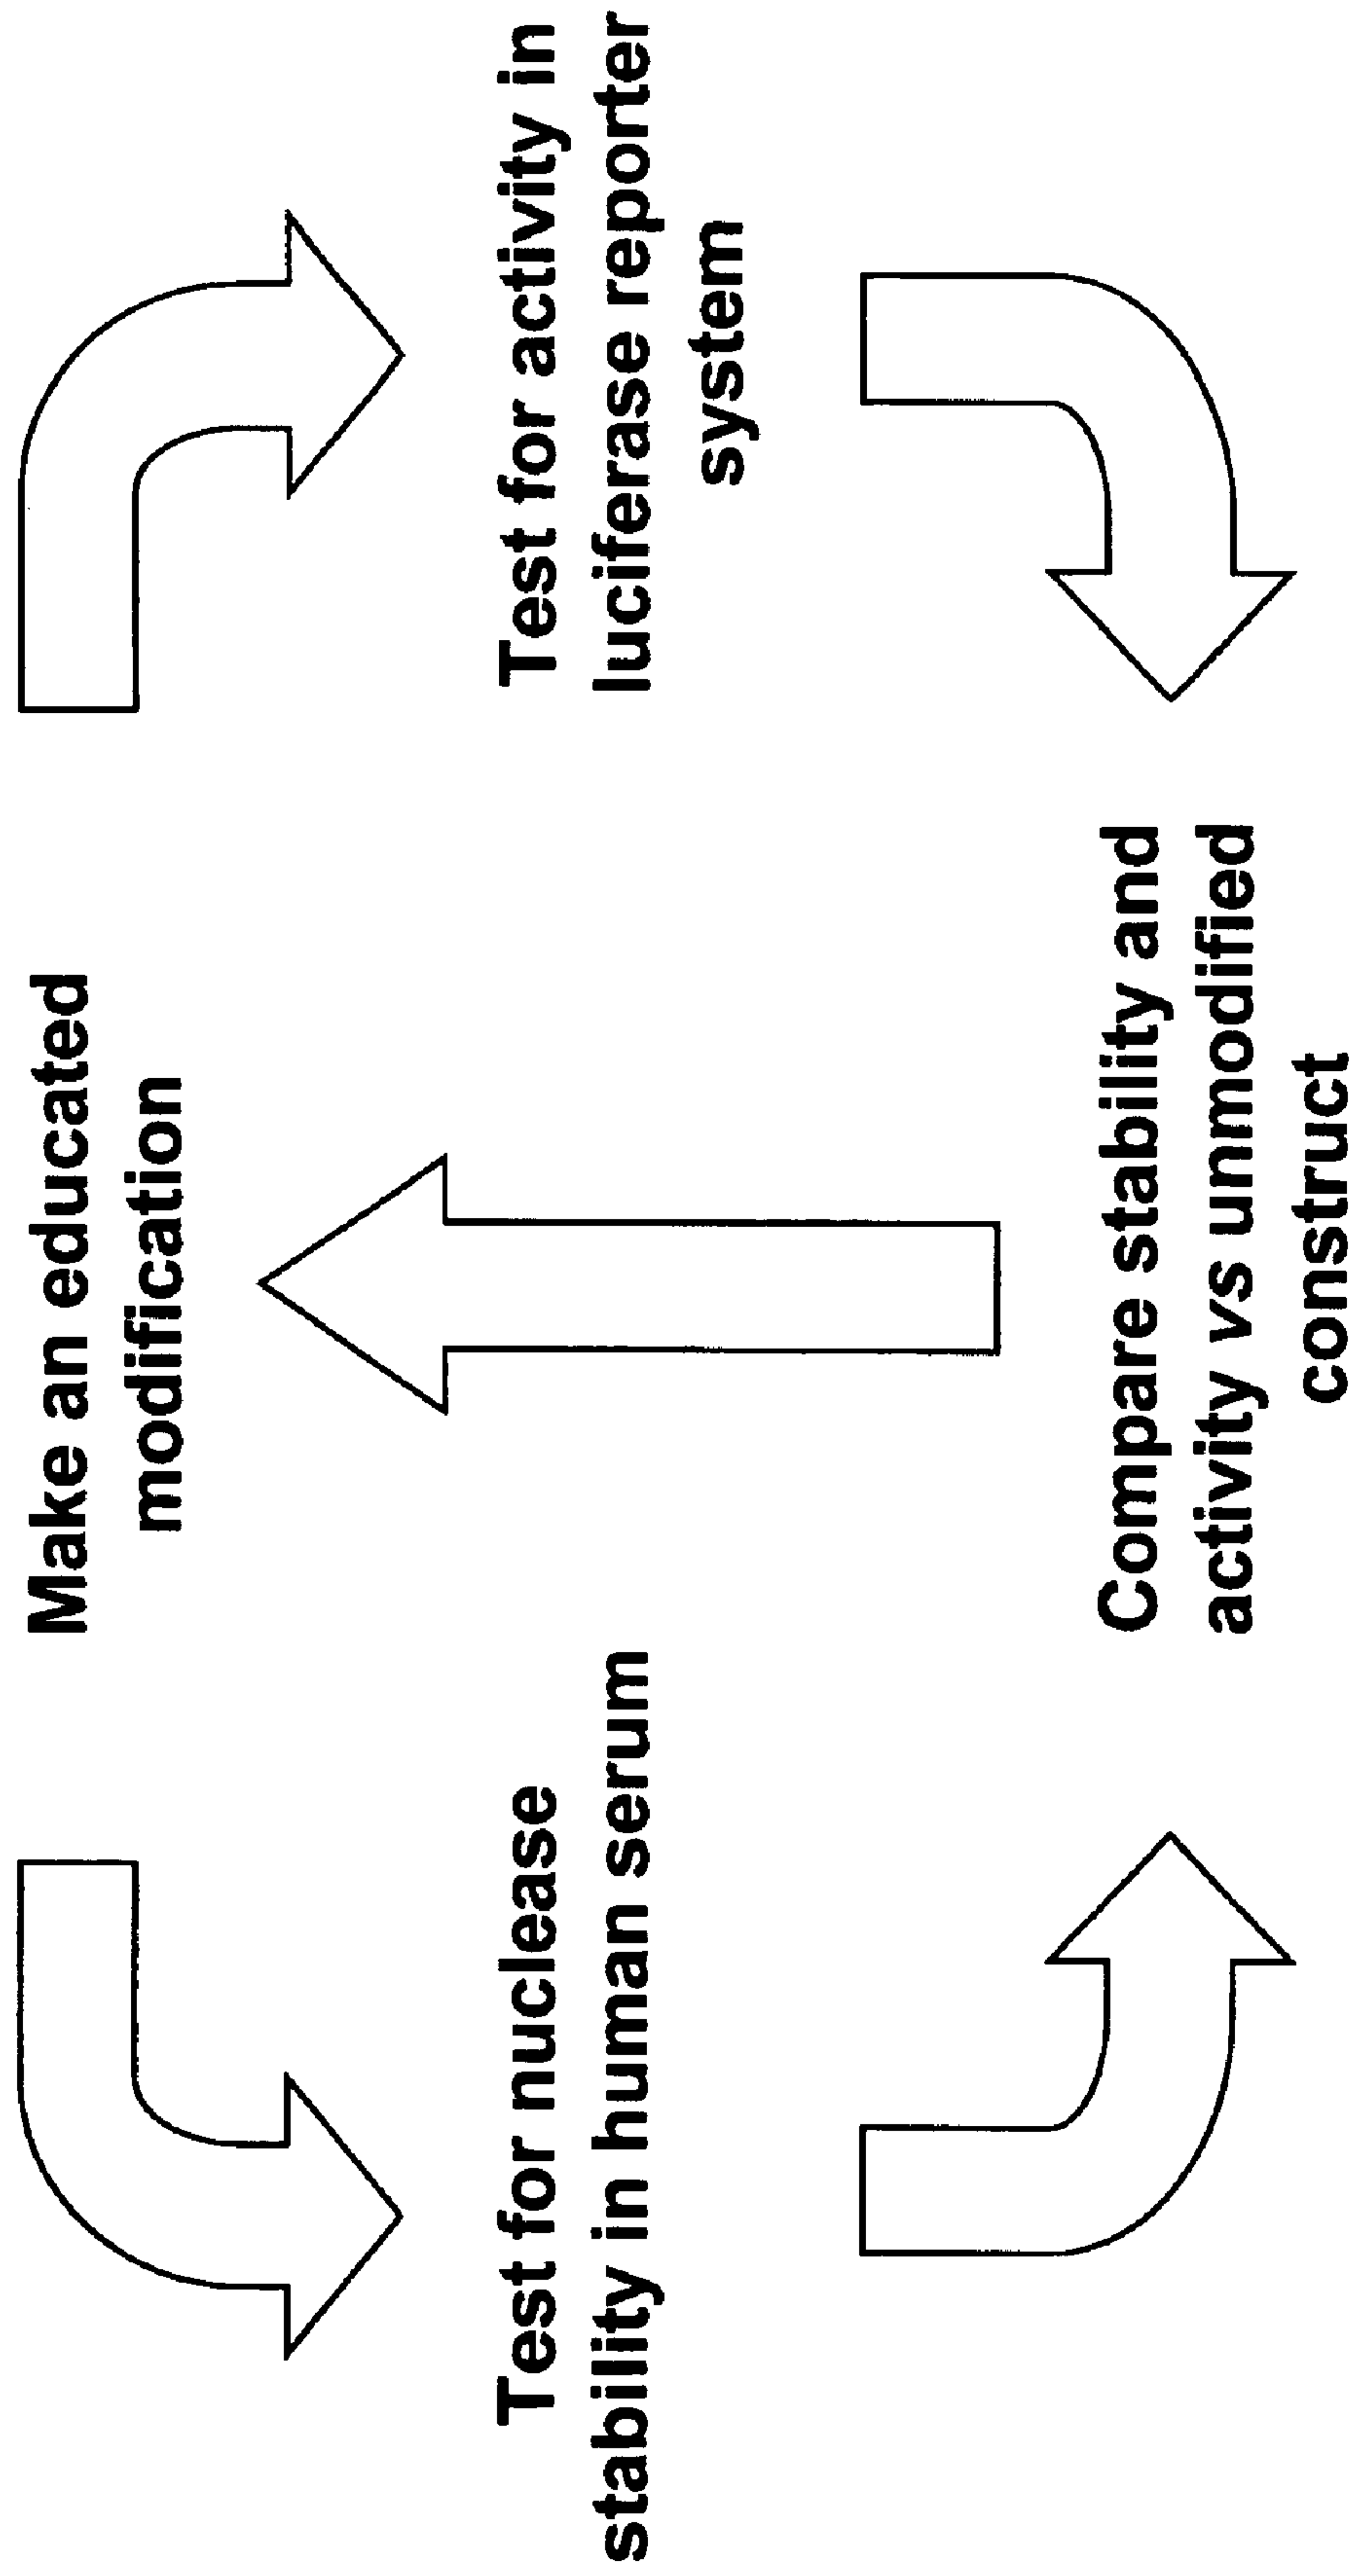 Make an educated
modification
Test for nuclease
stability in human serum
Test for activity in
luciferase reporter
system
Compare stability and
activity vs unmodified
construct